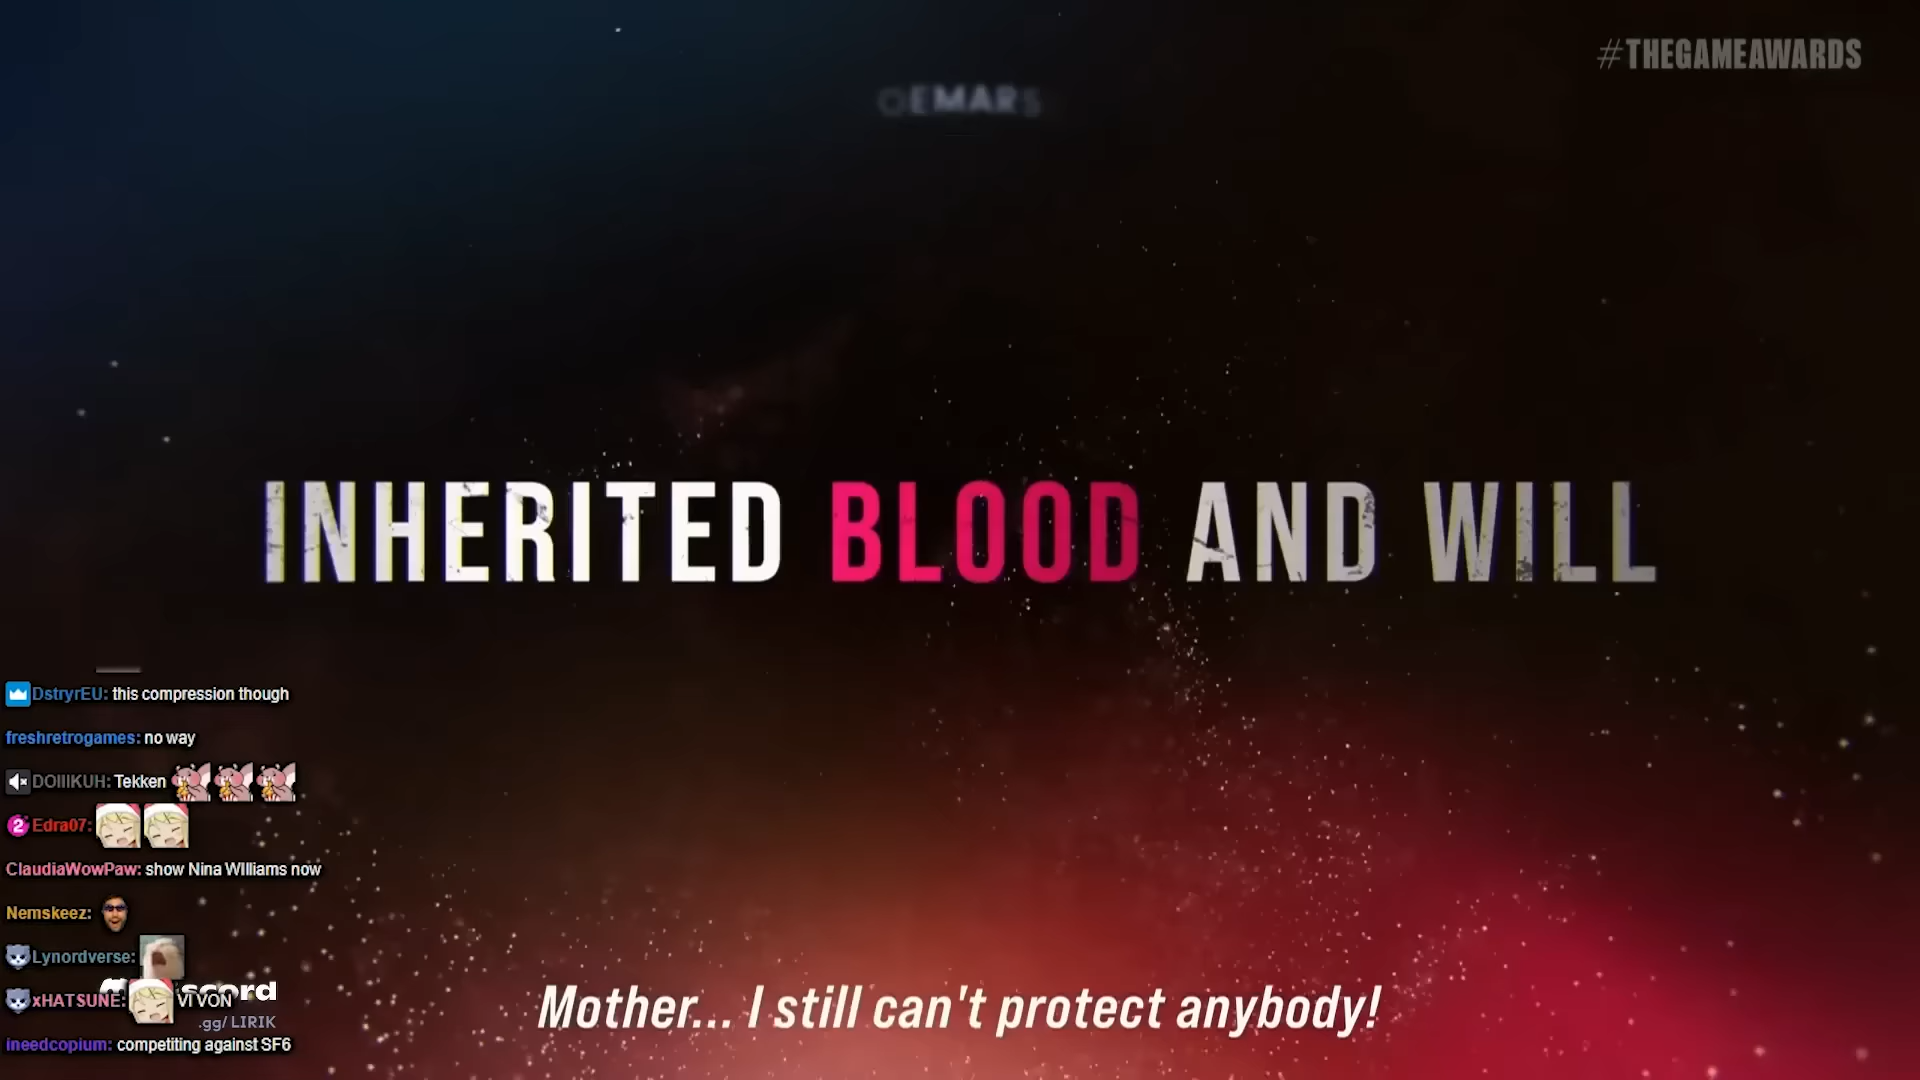 #THEGAMEAWARDS
INHERITED BLOOD AND WILL
DstryrEU: this compression though
freshretrogames: no way
DOIIIKUH: Tekken
2 Edra07:
ClaudiaWowPaw: show Nina WIlliams now
Nemskeez:
Lynordverse:
xHATSUNE: VI VON
.gg/ LIRIK
Mother... I still can't protect anybody!
ineedcopium: competiting against SF6